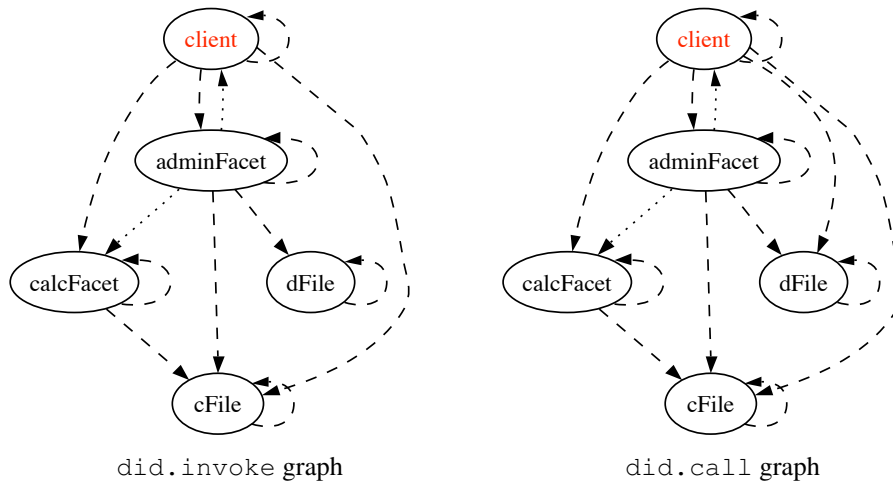 client
adminFacet
calcFacet
dFile
cFile
did.invoke graph
client
adminFacet
calcFacet
dFile
cFile
did.call graph